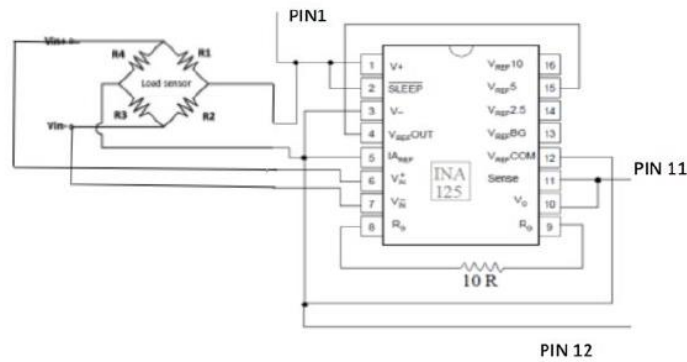 PIN1
Vin+
R4
R1
Load sensor
R3
R2
Vin-
1 V+ VREF10 16
2 SLEEP VREF5 15
3 V- VREF2.5 14
4 VREFOUT VREFBG 13
5 IAREF VREFCOM 12
6 V+IN Sense 11
7 V-IN VO 10
8 RG RG 9
INA
125
PIN 11
10 R
PIN 12